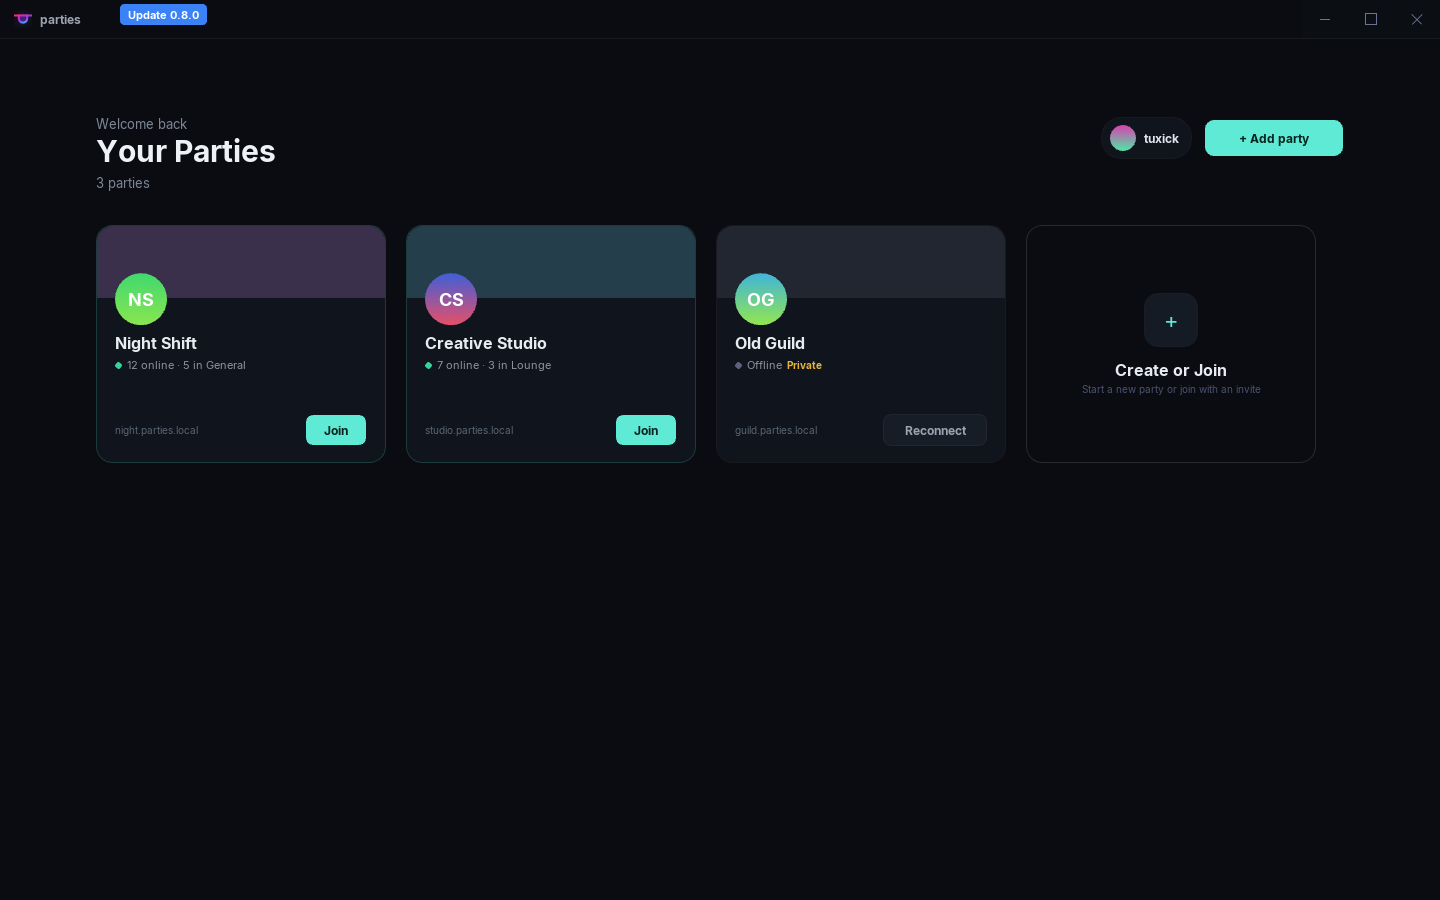 parties
Update 0.8.0
Welcome back
Your Parties
3 parties
tuxick
+ Add party
NS
Night Shift
12 online · 5 in General
night.parties.local
Join
CS
Creative Studio
7 online · 3 in Lounge
studio.parties.local
Join
OG
Old Guild
Offline Private
guild.parties.local
Reconnect
+
Create or Join
Start a new party or join with an invite